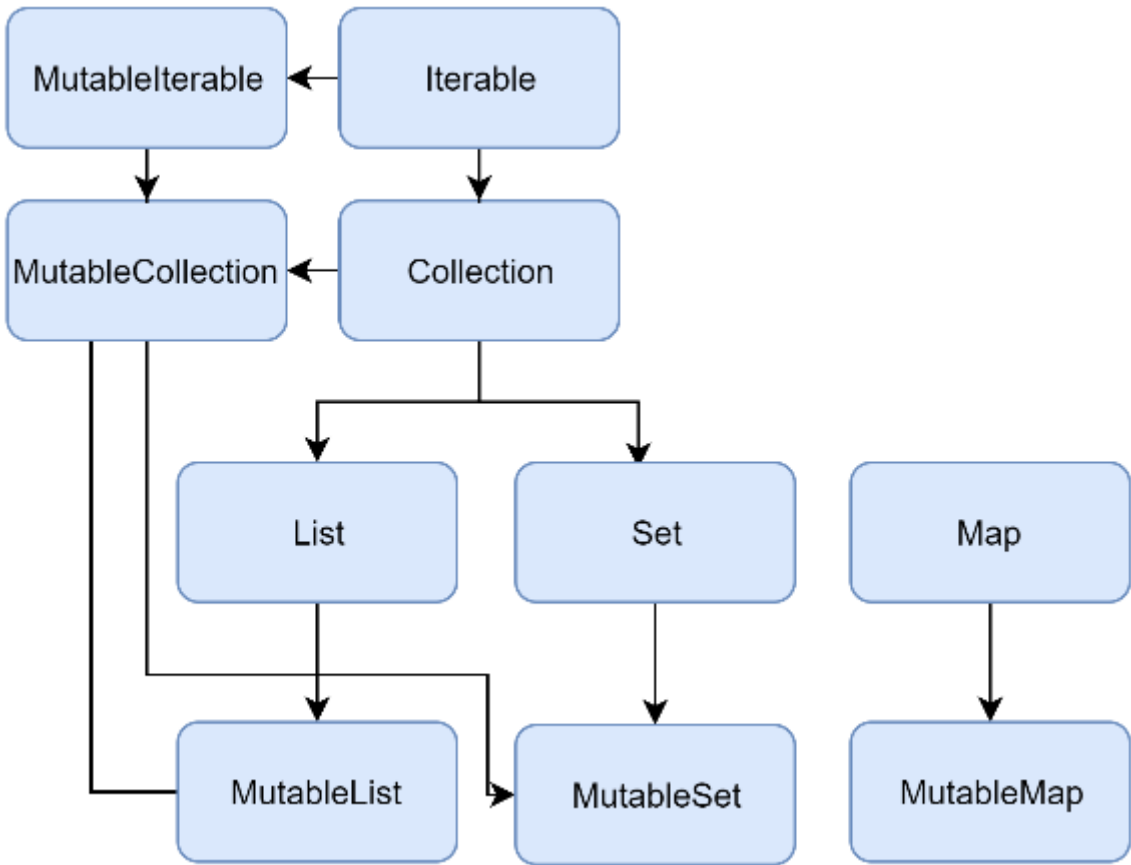 MutableIterable
Iterable
MutableCollection
Collection
List
Set
Map
MutableList
MutableSet
MutableMap